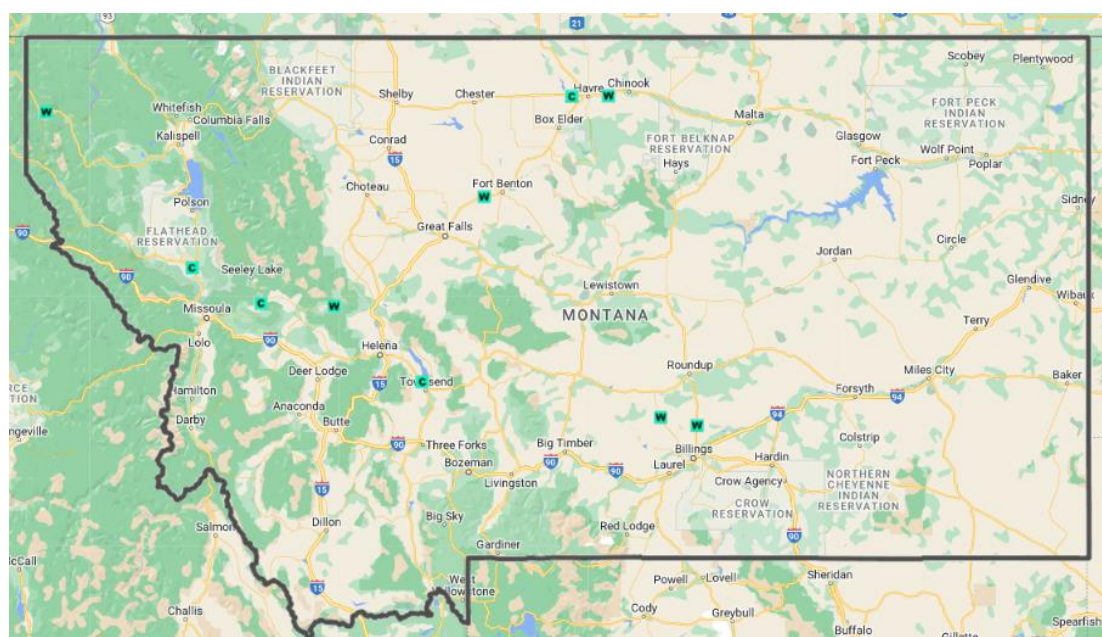 93
21
Scobey
Plentywood
BLACKFEET
INDIAN
RESERVATION
Whitefish
Columbia Falls
Kalispell
W
Shelby
Chester
C
Havre
W
Chinook
Box Elder
Malta
FORT PECK
INDIAN
RESERVATION
Conrad
15
FORT BELKNAP
RESERVATION
Hays
Glasgow
Wolf Point
Poplar
Fort Peck
Choteau
Fort Benton
W
Polson
Sidney
FLATHEAD
RESERVATION
Great Falls
90
90
C
Seeley Lake
Jordan
Circle
Lewistown
Glendive
Wibaux
C
W
Missoula
MONTANA
Terry
Lolo
90
Helena
Deer Lodge
15
C
Townsend
Roundup
Miles City
Baker
Forsyth
94
Hamilton
Darby
Anaconda
Butte
W
W
94
90
Three Forks
Big Timber
Colstrip
Bozeman
90
90
Billings
Laurel
Hardin
Livingston
Crow Agency
NORTHERN
CHEYENNE
INDIAN
RESERVATION
CROW
RESERVATION
15
Salmon
Dillon
Big Sky
Red Lodge
90
Gardiner
McCall
15
West
Yellowstone
Powell
Lovell
Sheridan
Challis
Cody
Greybull
Buffalo
Gillette
Spearfish